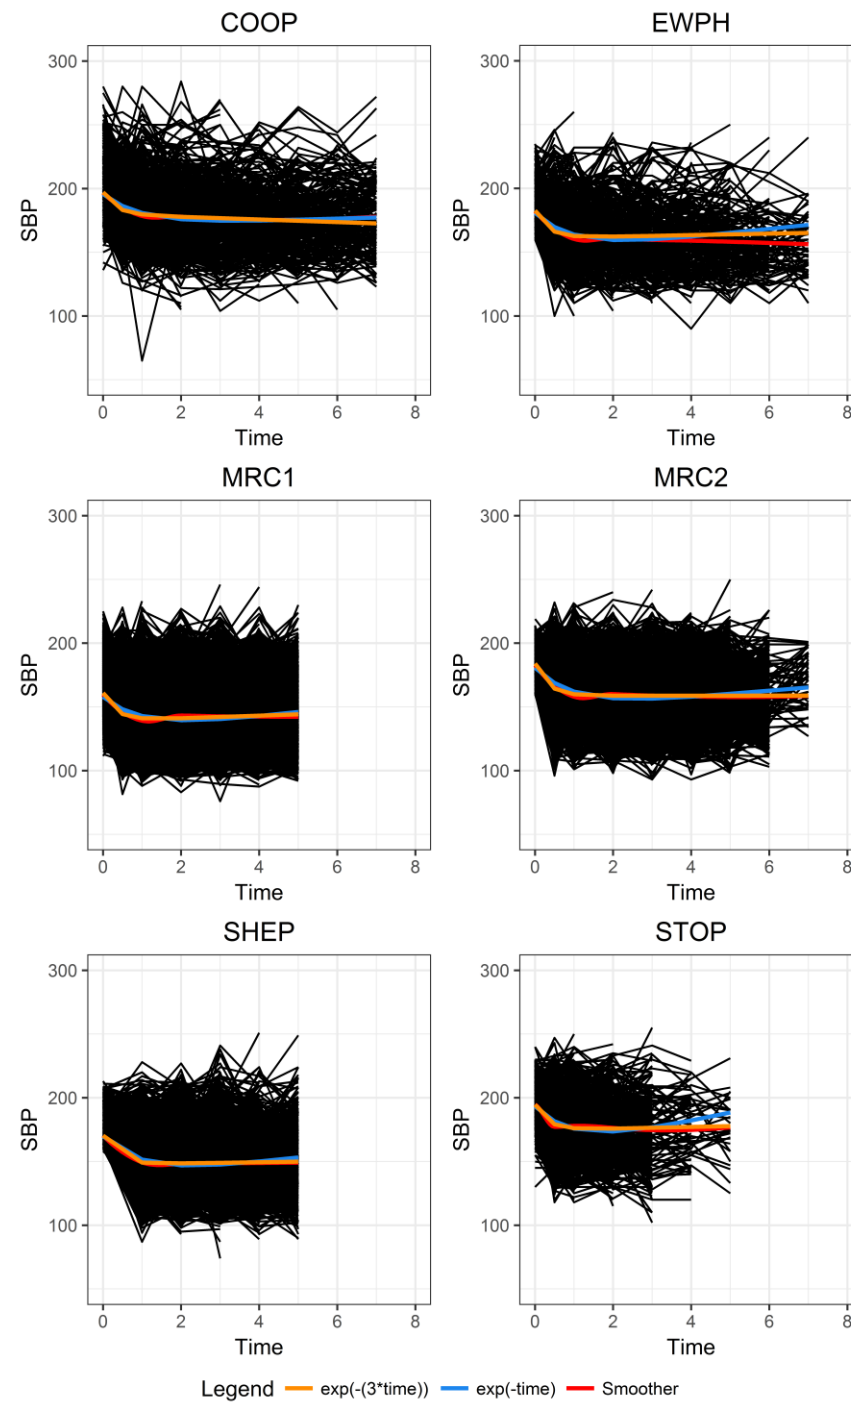 COOP EWPH
300 300
200 200
SBP SBP
100 100
0 2 4 6 8 0 2 4 6 8
Time Time
MRC1 MRC2
300 300
200 200
SBP SBP
100 100
0 2 4 6 8 0 2 4 6 8
Time Time
SHEP STOP
300 300
200 200
SBP SBP
100 100
0 2 4 6 8 0 2 4 6 8
Time Time
Legend exp(-(3*time)) exp(-time) Smoother